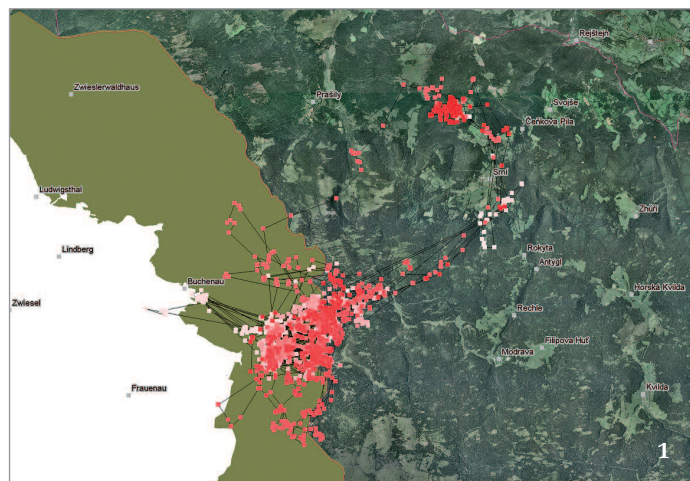 Rejštejn
Zwieslerwaldhaus
Prášily
Svojše
Čeňkova Pila
Srní
Ludwigsthal
Zhůří
Lindberg
Rokyta
Antýgl
Buchenau
Horská Kvilda
Zwiesel
Rechle
Filipova Huť
Modrava
Frauenau
Kvilda
1